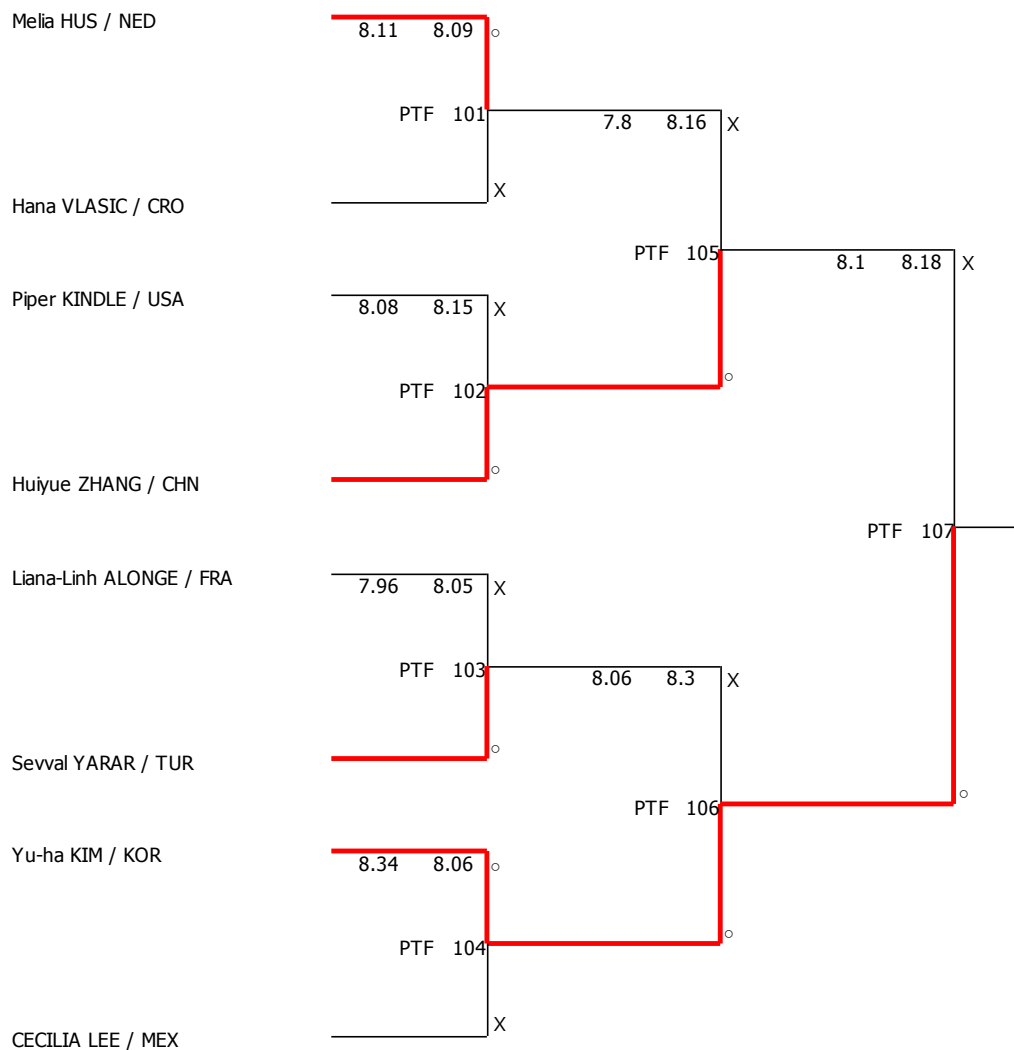 Melia HUS / NED
8.11 8.09 ○
PTF 101
7.8 8.16 X
Hana VLASIC / CRO
X
PTF 105
8.1 8.18 X
Piper KINDLE / USA
8.08 8.15 X
PTF 102
○
Huiyue ZHANG / CHN
○
PTF 107
Liana-Linh ALONGE / FRA
7.96 8.05 X
PTF 103
8.06 8.3 X
Sevval YARAR / TUR
○
PTF 106
○
Yu-ha KIM / KOR
8.34 8.06 ○
PTF 104
○
CECILIA LEE / MEX
X